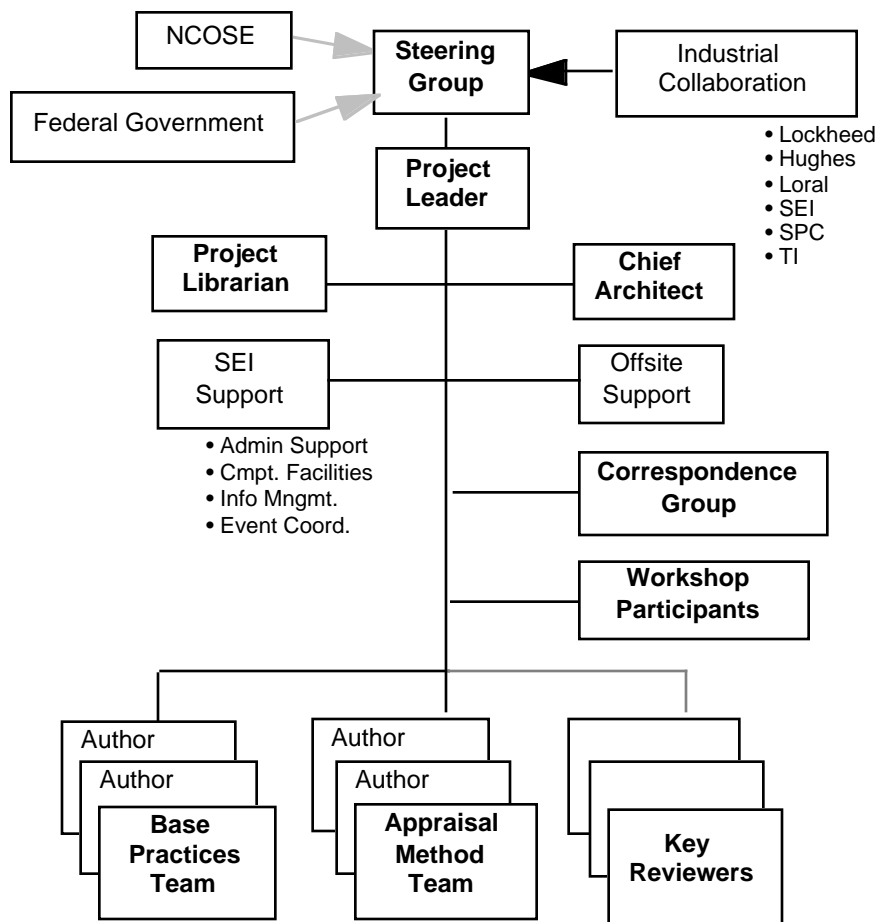 NCOSE
Steering
Group
Industrial
Collaboration
Federal Government
• Lockheed
• Hughes
• Loral
• SEI
• SPC
• TI
Project
Leader
Project
Librarian
Chief
Architect
SEI
Support
Offsite
Support
• Admin Support
• Cmpt. Facilities
• Info Mngmt.
• Event Coord.
Correspondence
Group
Workshop
Participants
Author
Author
Base
Practices
Team
Author
Author
Appraisal
Method
Team
Key
Reviewers